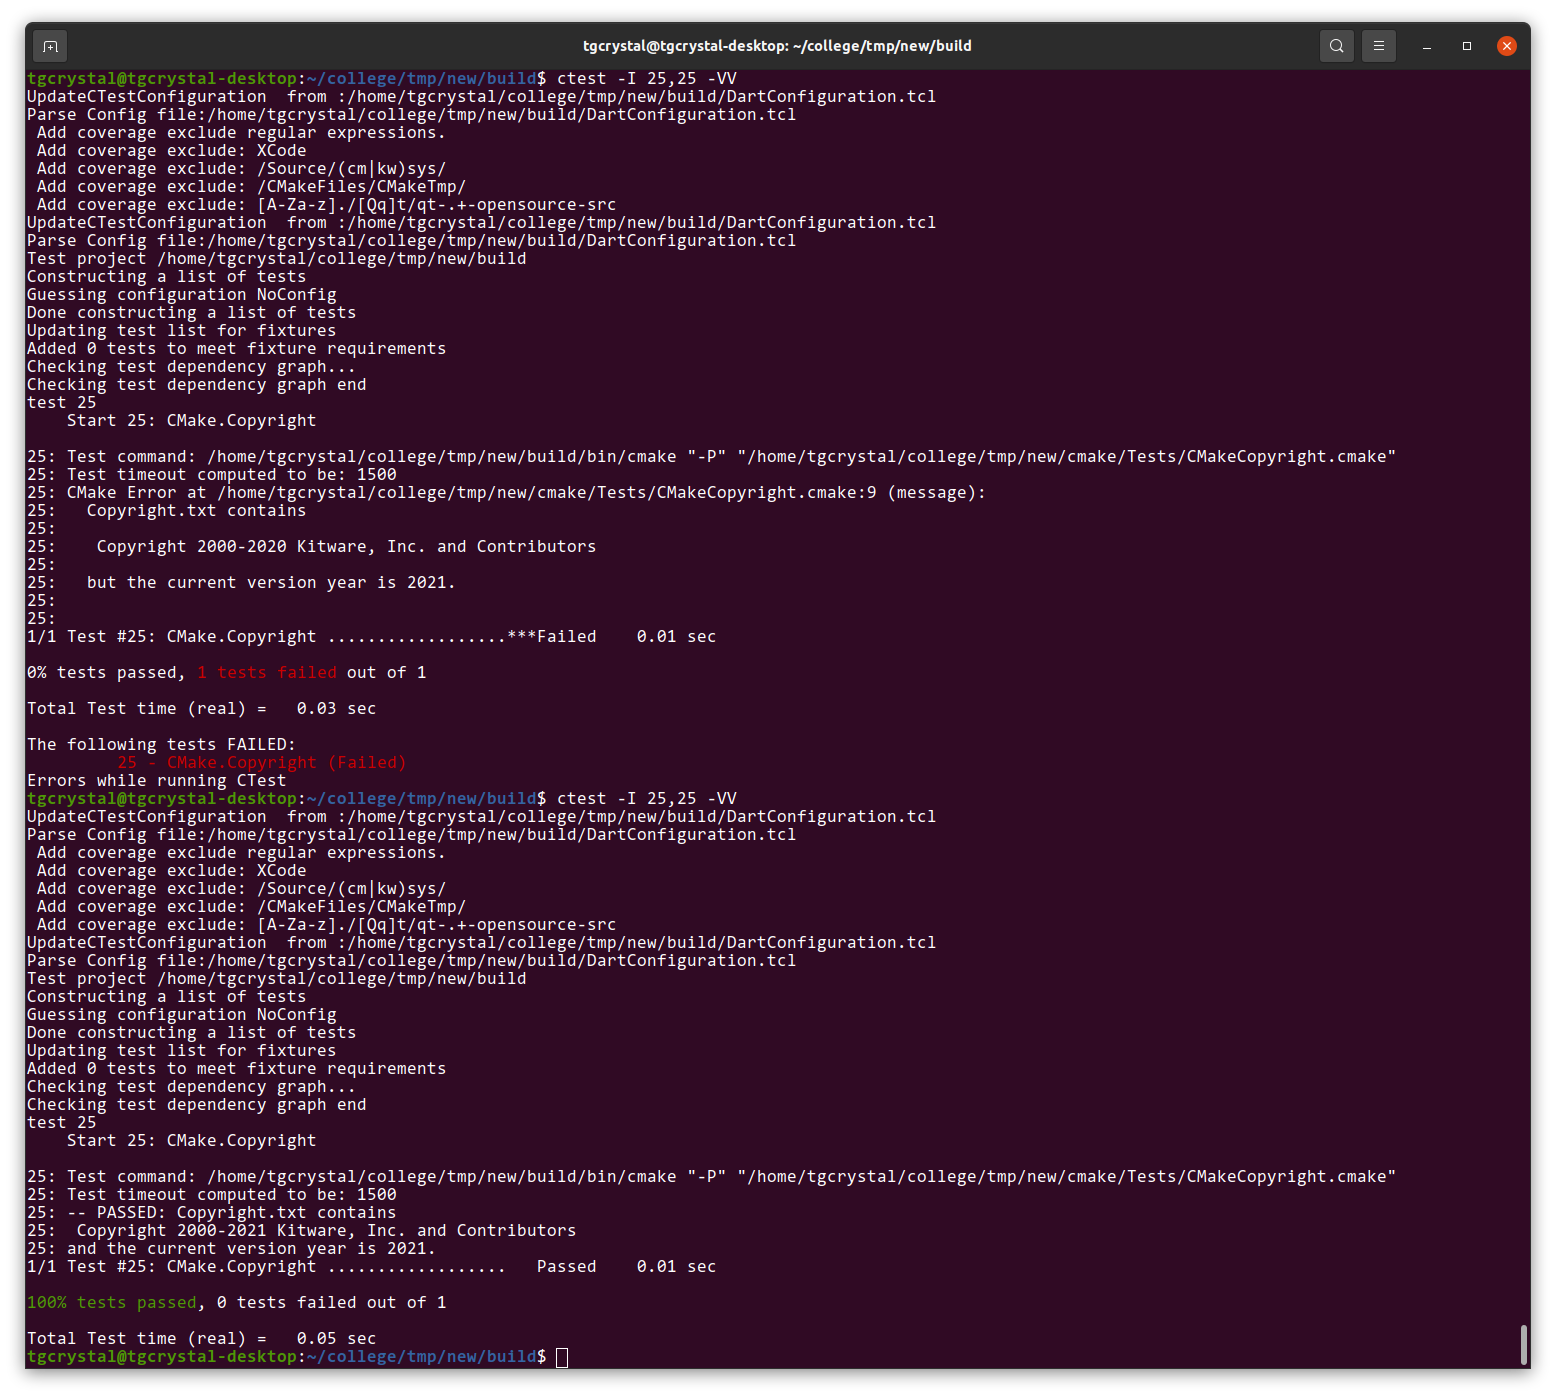 tgcrystal@tgcrystal-desktop: ~/college/tmp/new/build
tgcrystal@tgcrystal-desktop:~/college/tmp/new/build$ ctest -I 25,25 -VV
UpdateCTestConfiguration  from :/home/tgcrystal/college/tmp/new/build/DartConfiguration.tcl
Parse Config file:/home/tgcrystal/college/tmp/new/build/DartConfiguration.tcl
 Add coverage exclude regular expressions.
 Add coverage exclude: XCode
 Add coverage exclude: /Source/(cm|kw)sys/
 Add coverage exclude: /CMakeFiles/CMakeTmp/
 Add coverage exclude: [A-Za-z]./[Qq]t/qt-.+-opensource-src
UpdateCTestConfiguration  from :/home/tgcrystal/college/tmp/new/build/DartConfiguration.tcl
Parse Config file:/home/tgcrystal/college/tmp/new/build/DartConfiguration.tcl
Test project /home/tgcrystal/college/tmp/new/build
Constructing a list of tests
Guessing configuration NoConfig
Done constructing a list of tests
Updating test list for fixtures
Added 0 tests to meet fixture requirements
Checking test dependency graph...
Checking test dependency graph end
test 25
    Start 25: CMake.Copyright
25: Test command: /home/tgcrystal/college/tmp/new/build/bin/cmake "-P" "/home/tgcrystal/college/tmp/new/cmake/Tests/CMakeCopyright.cmake"
25: Test timeout computed to be: 1500
25: CMake Error at /home/tgcrystal/college/tmp/new/cmake/Tests/CMakeCopyright.cmake:9 (message):
25:   Copyright.txt contains
25:
25:    Copyright 2000-2020 Kitware, Inc. and Contributors
25:
25:   but the current version year is 2021.
25:
25:
1/1 Test #25: CMake.Copyright ..................***Failed    0.01 sec
0% tests passed, 1 tests failed out of 1
Total Test time (real) =   0.03 sec
The following tests FAILED:
         25 - CMake.Copyright (Failed)
Errors while running CTest
tgcrystal@tgcrystal-desktop:~/college/tmp/new/build$ ctest -I 25,25 -VV
UpdateCTestConfiguration  from :/home/tgcrystal/college/tmp/new/build/DartConfiguration.tcl
Parse Config file:/home/tgcrystal/college/tmp/new/build/DartConfiguration.tcl
 Add coverage exclude regular expressions.
 Add coverage exclude: XCode
 Add coverage exclude: /Source/(cm|kw)sys/
 Add coverage exclude: /CMakeFiles/CMakeTmp/
 Add coverage exclude: [A-Za-z]./[Qq]t/qt-.+-opensource-src
UpdateCTestConfiguration  from :/home/tgcrystal/college/tmp/new/build/DartConfiguration.tcl
Parse Config file:/home/tgcrystal/college/tmp/new/build/DartConfiguration.tcl
Test project /home/tgcrystal/college/tmp/new/build
Constructing a list of tests
Guessing configuration NoConfig
Done constructing a list of tests
Updating test list for fixtures
Added 0 tests to meet fixture requirements
Checking test dependency graph...
Checking test dependency graph end
test 25
    Start 25: CMake.Copyright
25: Test command: /home/tgcrystal/college/tmp/new/build/bin/cmake "-P" "/home/tgcrystal/college/tmp/new/cmake/Tests/CMakeCopyright.cmake"
25: Test timeout computed to be: 1500
25: -- PASSED: Copyright.txt contains
25:  Copyright 2000-2021 Kitware, Inc. and Contributors
25: and the current version year is 2021.
1/1 Test #25: CMake.Copyright ..................   Passed    0.01 sec
100% tests passed, 0 tests failed out of 1
Total Test time (real) =   0.05 sec
tgcrystal@tgcrystal-desktop:~/college/tmp/new/build$